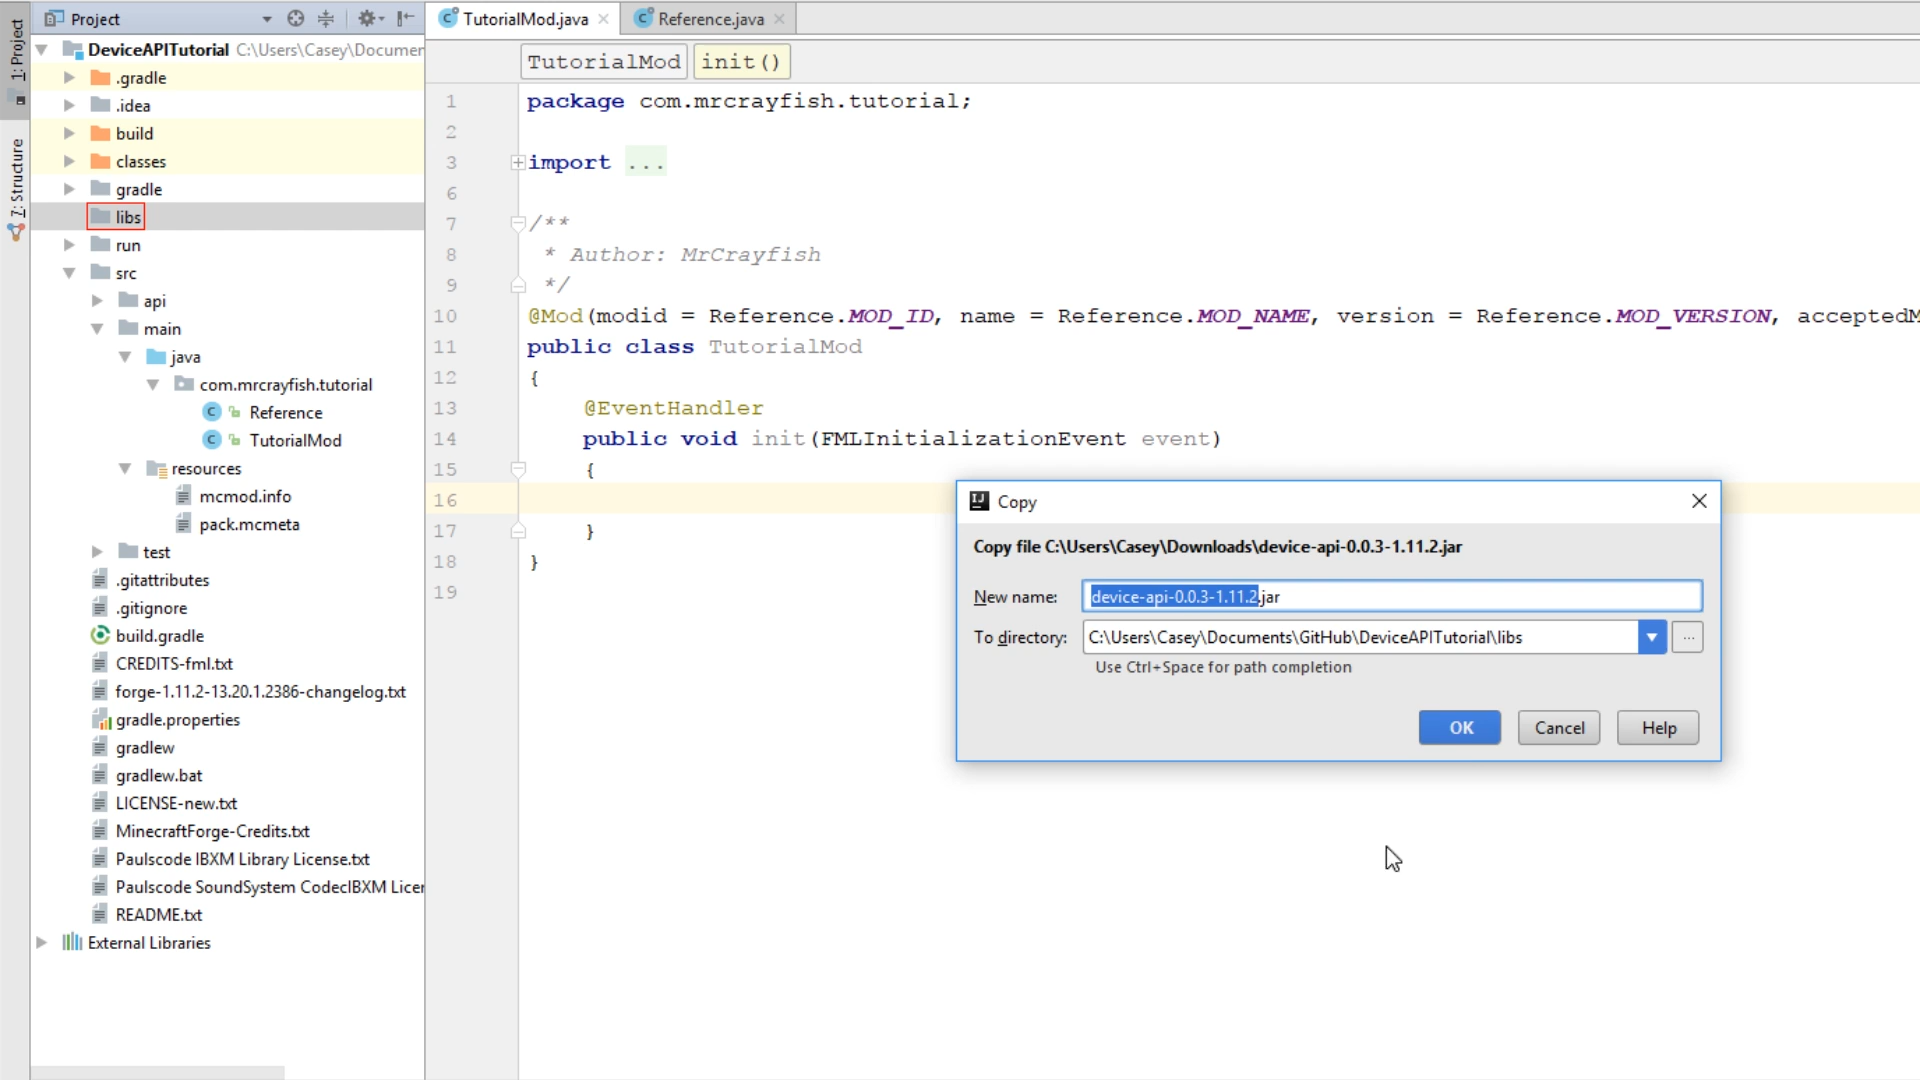 1: Project
7: Structure
Project
DeviceAPITutorial C:\Users\Casey\Documen
.gradle
.idea
build
classes
gradle
libs
run
src
api
main
java
com.mrcrayfish.tutorial
Reference
TutorialMod
resources
mcmod.info
pack.mcmeta
test
.gitattributes
.gitignore
build.gradle
CREDITS-fml.txt
forge-1.11.2-13.20.1.2386-changelog.txt
gradle.properties
gradlew
gradlew.bat
LICENSE-new.txt
MinecraftForge-Credits.txt
Paulscode IBXM Library License.txt
Paulscode SoundSystem CodecIBXM Licer
README.txt
External Libraries
TutorialMod.java
Reference.java
TutorialMod init()
1 package com.mrcrayfish.tutorial;
2
3 import ...
6
7 /**
8 * Author: MrCrayfish
9 */
10 @Mod(modid = Reference.MOD_ID, name = Reference.MOD_NAME, version = Reference.MOD_VERSION, acceptedM
11 public class TutorialMod
12 {
13 @EventHandler
14 public void init(FMLInitializationEvent event)
15 {
16
17 }
18 }
19
IJ Copy
Copy file C:\Users\Casey\Downloads\device-api-0.0.3-1.11.2.jar
New name: device-api-0.0.3-1.11.2.jar
To directory: C:\Users\Casey\Documents\GitHub\DeviceAPITutorial\libs ...
Use Ctrl+Space for path completion
OK Cancel Help